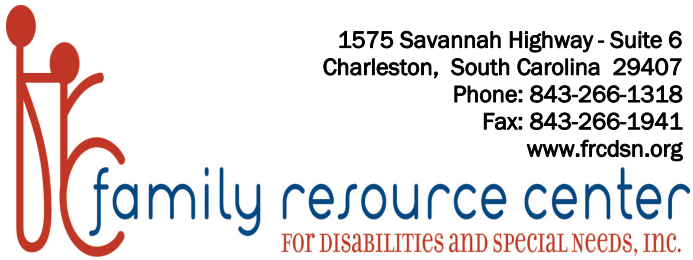 1575 Savannah Highway - Suite 6
Charleston, South Carolina 29407
Phone: 843-266-1318
Fax: 843-266-1941
www.frcdsn.org
family resource center
FOR DISABILITIES and SPECIAL NEEDS, INC.